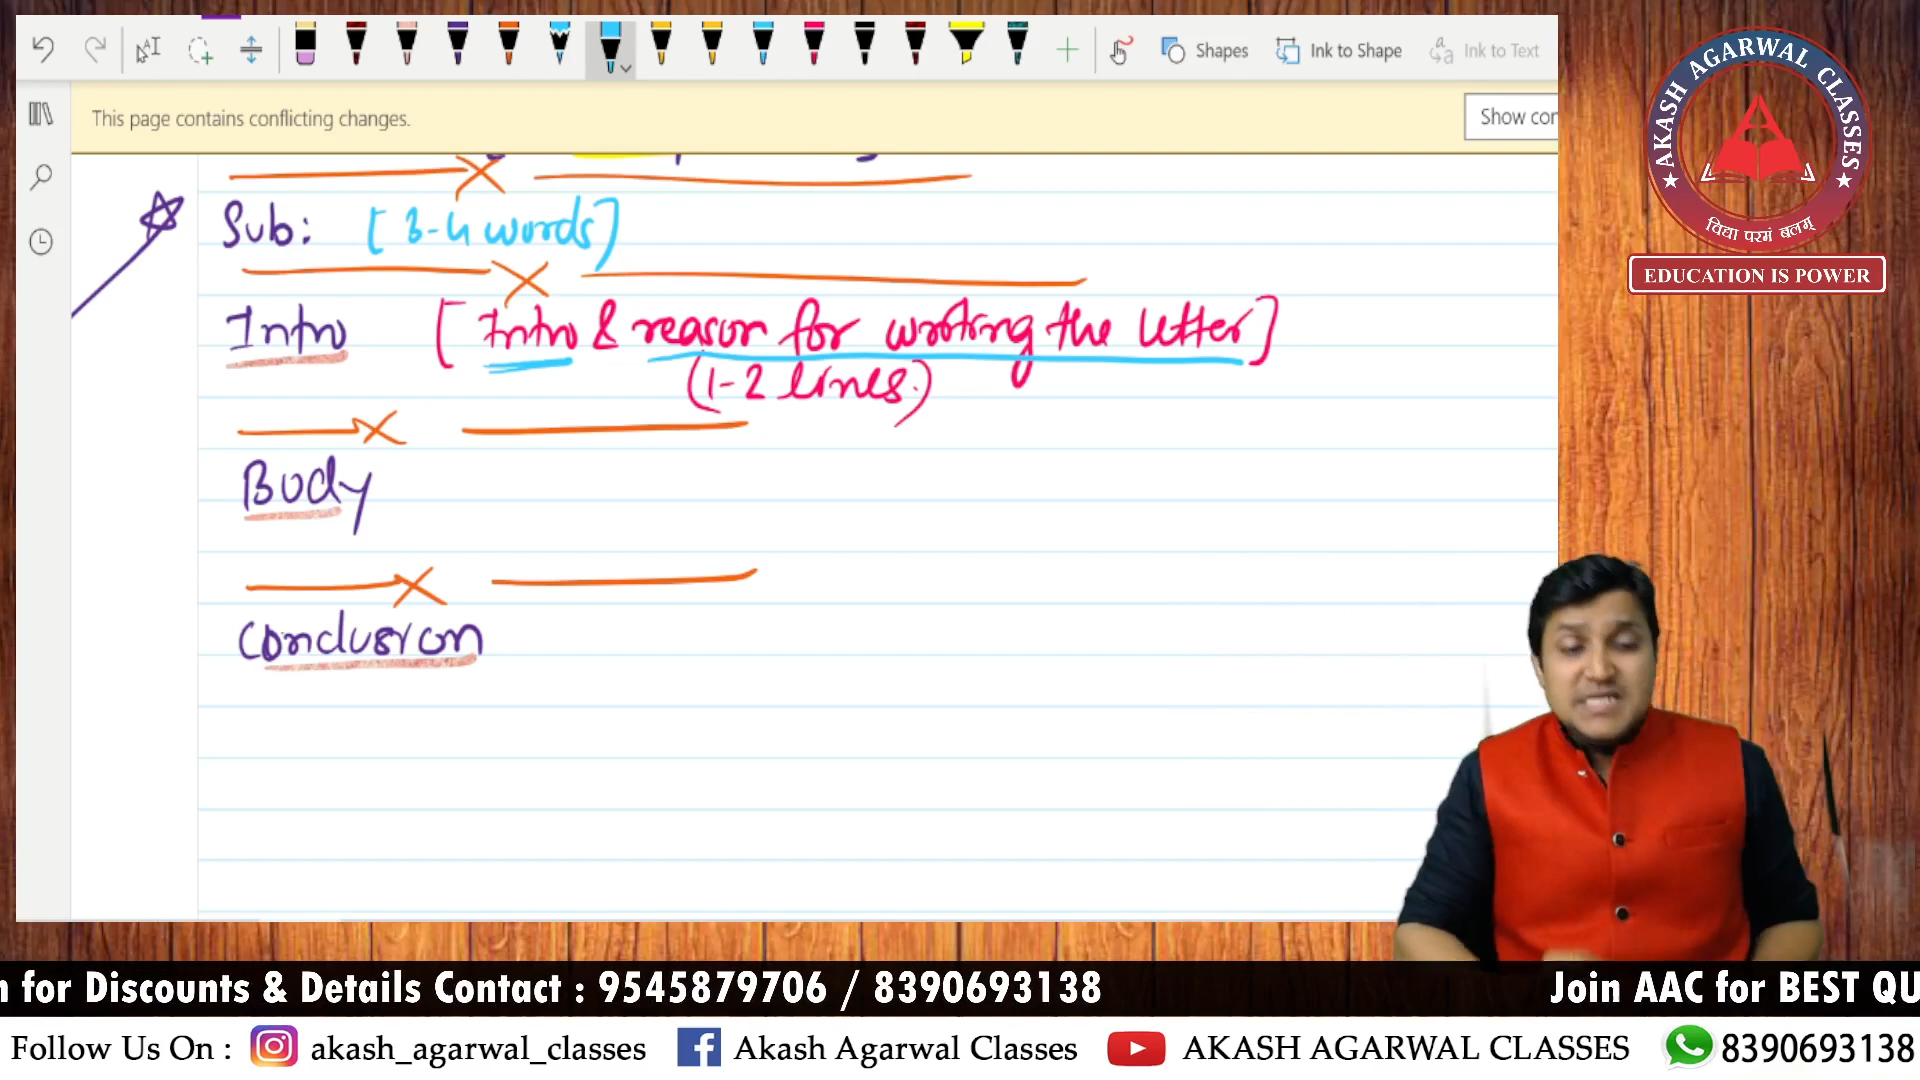 Shapes
Ink to Shape
Ink to Text
This page contains conflicting changes.
Show con
Sub: [3-4 words]
Intro [Intro & reason for writing the letter]
(1-2 lines.)
Body
Conclusion
AKASH AGARWAL CLASSES
विद्या परमं बलम्
EDUCATION IS POWER
n for Discounts & Details Contact : 9545879706 / 8390693138
Join AAC for BEST QU
Follow Us On : akash_agarwal_classes Akash Agarwal Classes AKASH AGARWAL CLASSES 8390693138